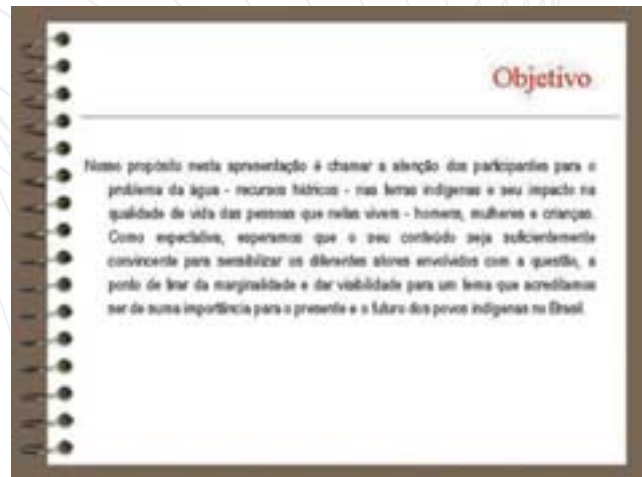 Objetivo
Nosso propósito nesta apresentação é chamar a atenção dos participantes para o
problema da água - recursos hídricos - nas terras indígenas e seu impacto na
qualidade de vida das pessoas que nelas vivem - homens, mulheres e crianças.
Como expectativa, esperamos que o seu conteúdo seja suficientemente
convincente para sensibilizar os diferentes atores envolvidos com a questão, a
ponto de tirar da marginalidade e dar visibilidade para um tema que acreditamos
ser de suma importância para o presente e o futuro dos povos indígenas no Brasil.